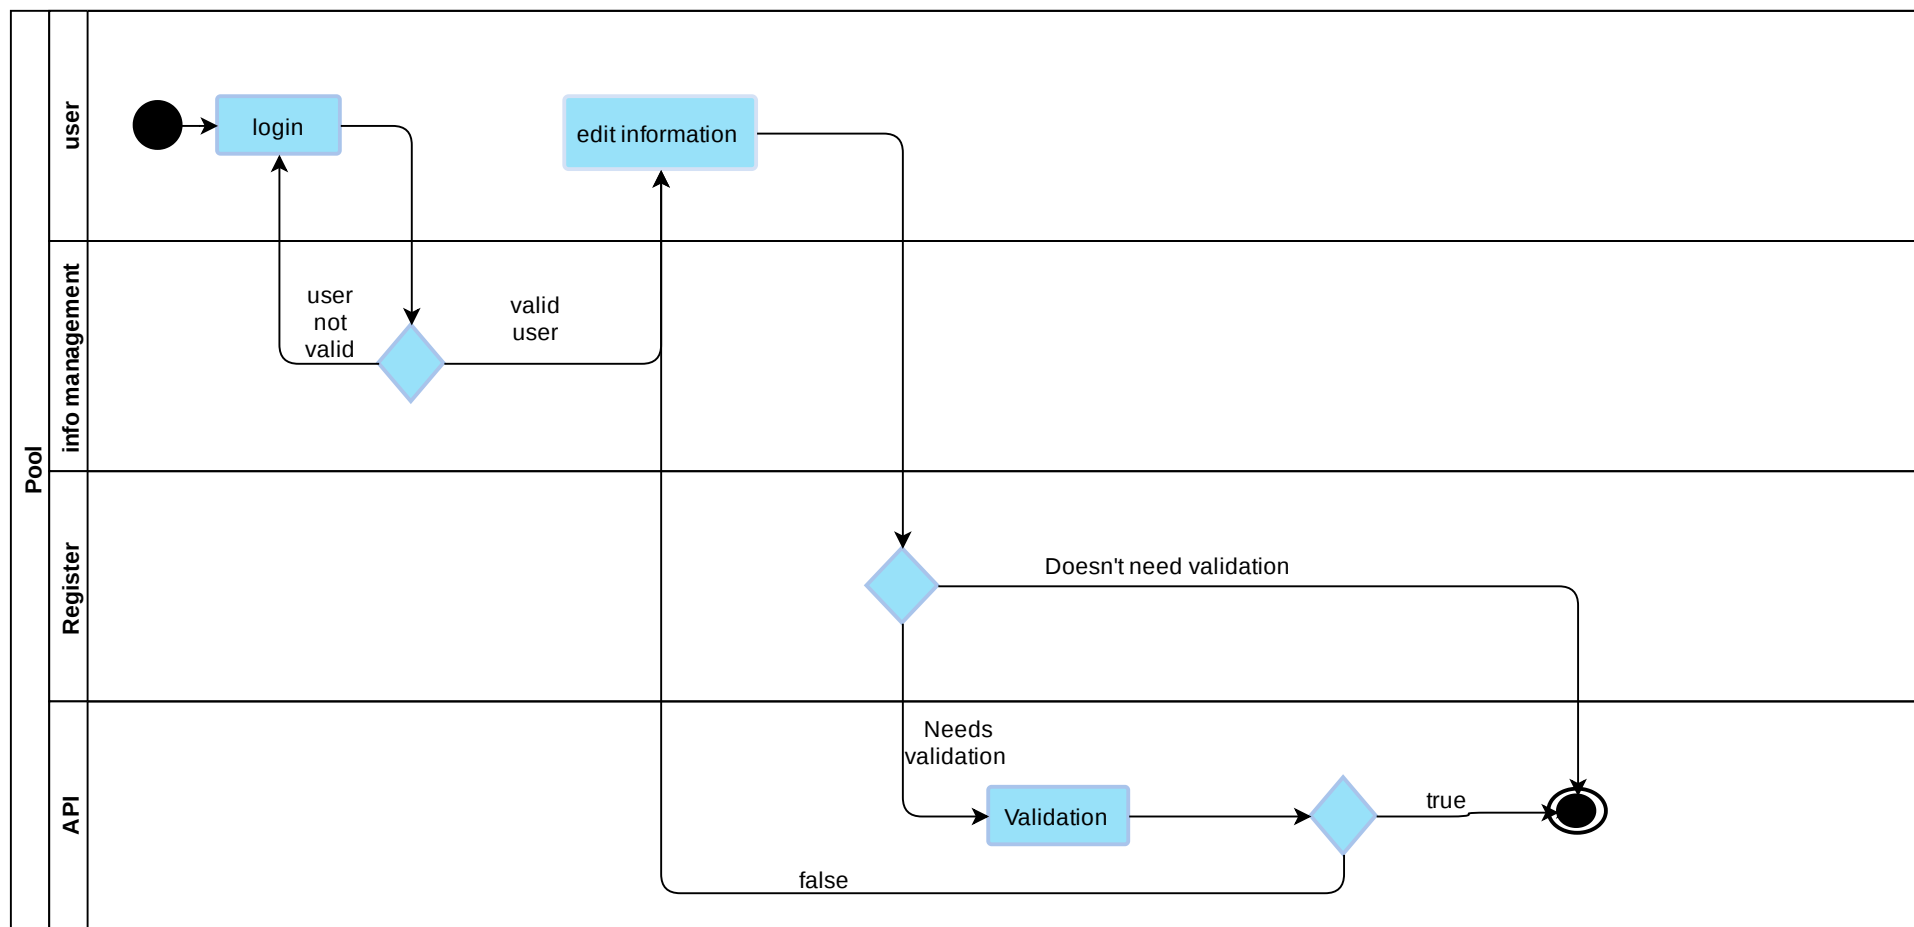 Pool
user
login
edit information
info management
user
not
valid
valid
user
Register
Doesn't need validation
API
Needs
validation
Validation
true
false